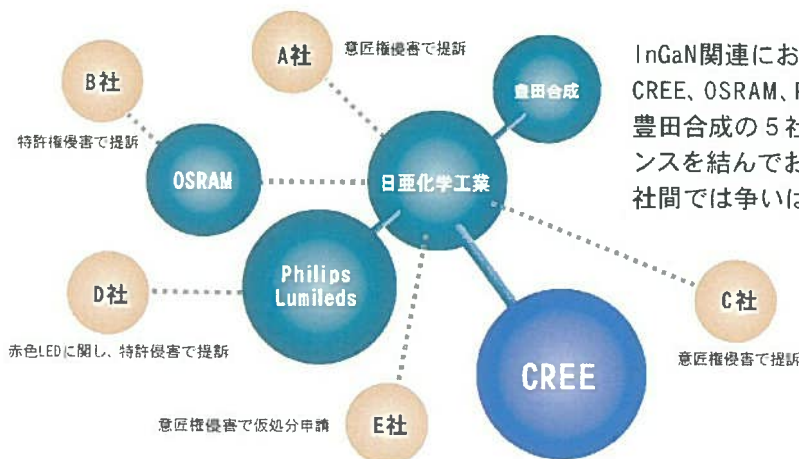 A社
意匠権侵害で提訴
B社
特許権侵害で提訴
豊田合成
OSRAM
日亜化学工業
Philips
Lumileds
D社
赤色LEDに関し、特許侵害で提訴
C社
意匠権侵害で提訴
CREE
E社
意匠権侵害で仮処分申請
InGaN関連にお
CREE、OSRAM、
豊田合成の5社
ンスを結んでお
社間では争いは